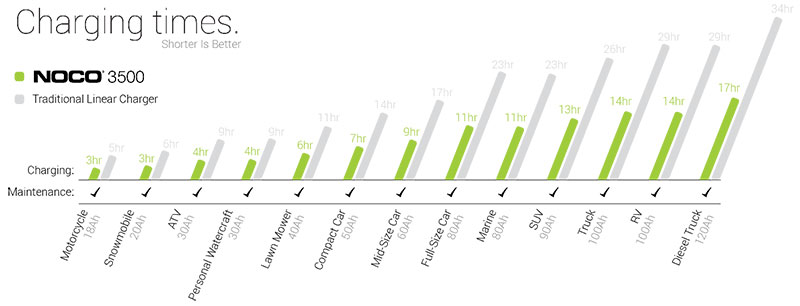 Charging times.
Shorter Is Better
NOCO 3500
Traditional Linear Charger
34hr
29hr 29hr
26hr
23hr 23hr
17hr 17hr
14hr 14hr 14hr
13hr
11hr 11hr 11hr
9hr 9hr 9hr
7hr
6hr 6hr
5hr
4hr 4hr
3hr 3hr
Charging:
Maintenance:
Motorcycle
18Ah
Snowmobile
20Ah
ATV
30Ah
Personal Watercraft
30Ah
Lawn Mower
40Ah
Compact Car
50Ah
Mid-Size Car
60Ah
Full-Size Car
80Ah
Marine
80Ah
SUV
90Ah
Truck
100Ah
RV
100Ah
Diesel Truck
120Ah